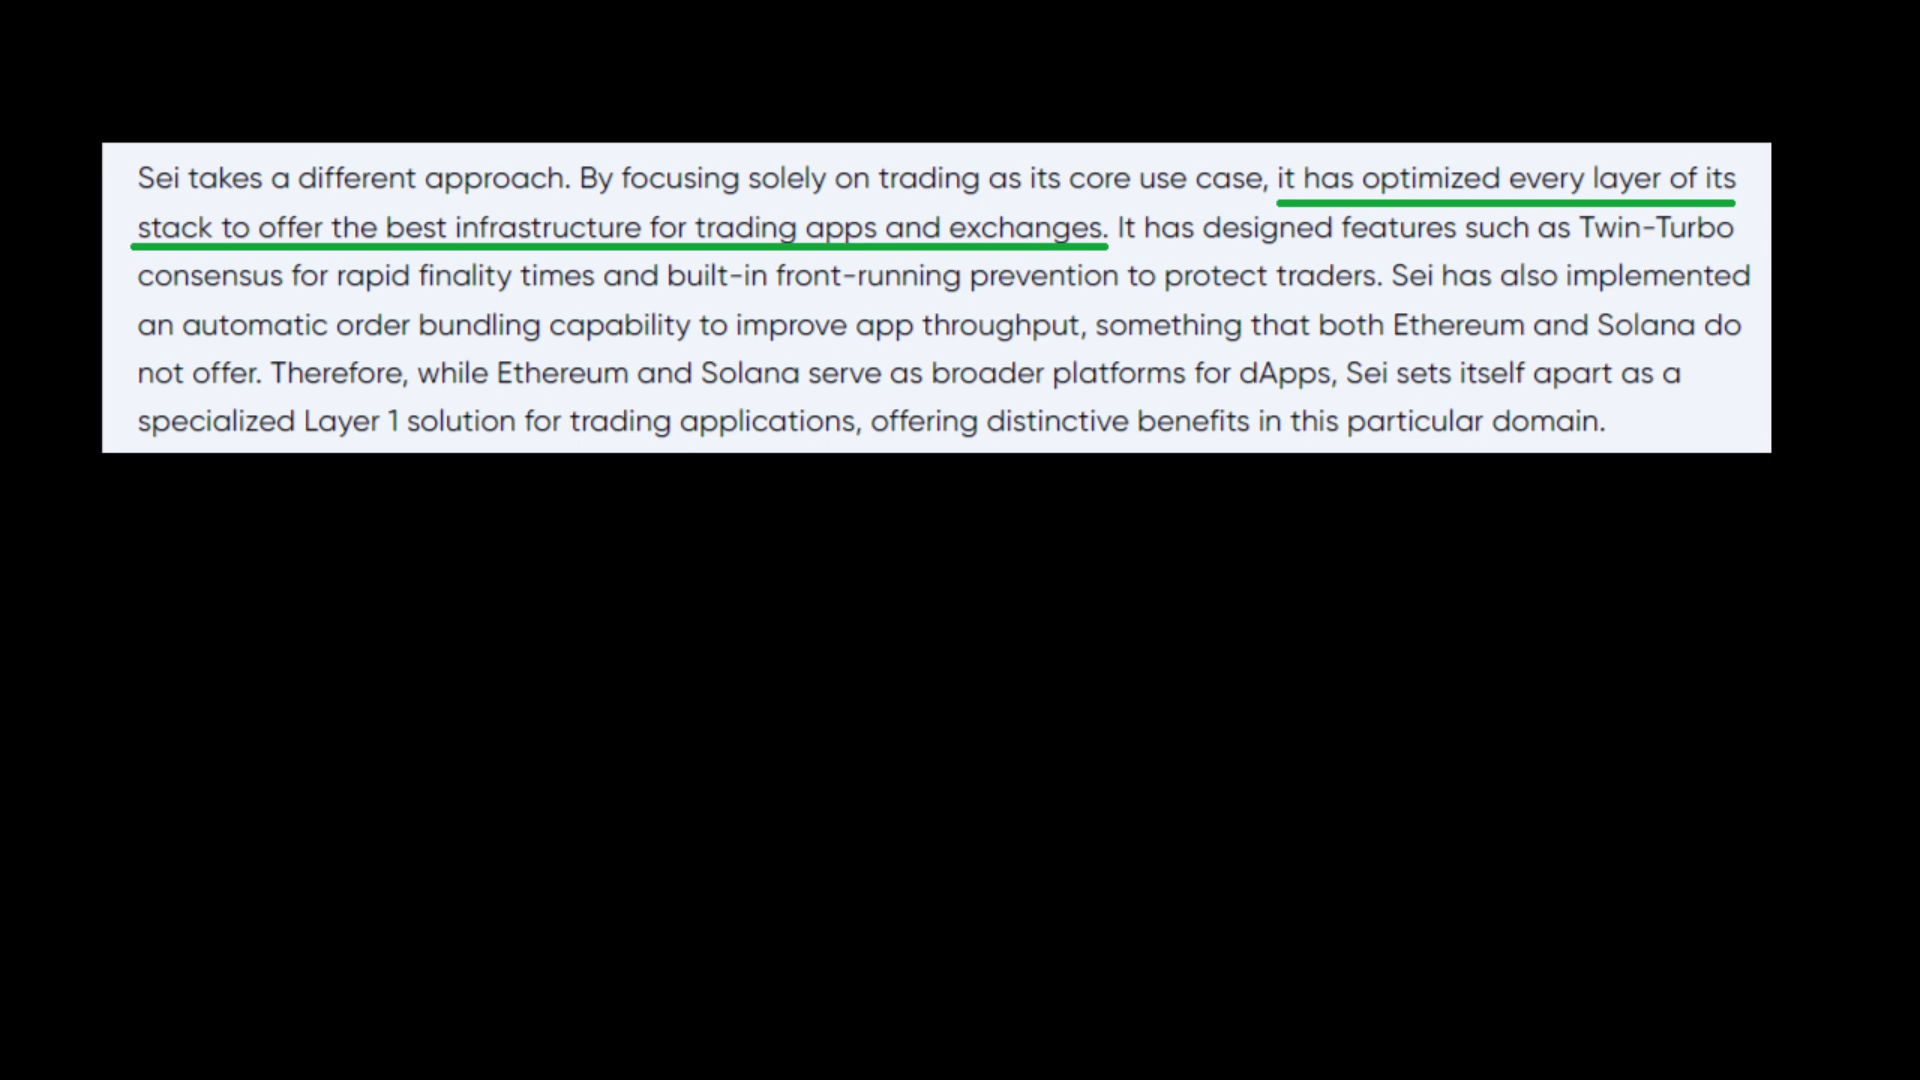 Sei takes a different approach. By focusing solely on trading as its core use case, it has optimized every layer of its
stack to offer the best infrastructure for trading apps and exchanges. It has designed features such as Twin-Turbo
consensus for rapid finality times and built-in front-running prevention to protect traders. Sei has also implemented
an automatic order bundling capability to improve app throughput, something that both Ethereum and Solana do
not offer. Therefore, while Ethereum and Solana serve as broader platforms for dApps, Sei sets itself apart as a
specialized Layer 1 solution for trading applications, offering distinctive benefits in this particular domain.